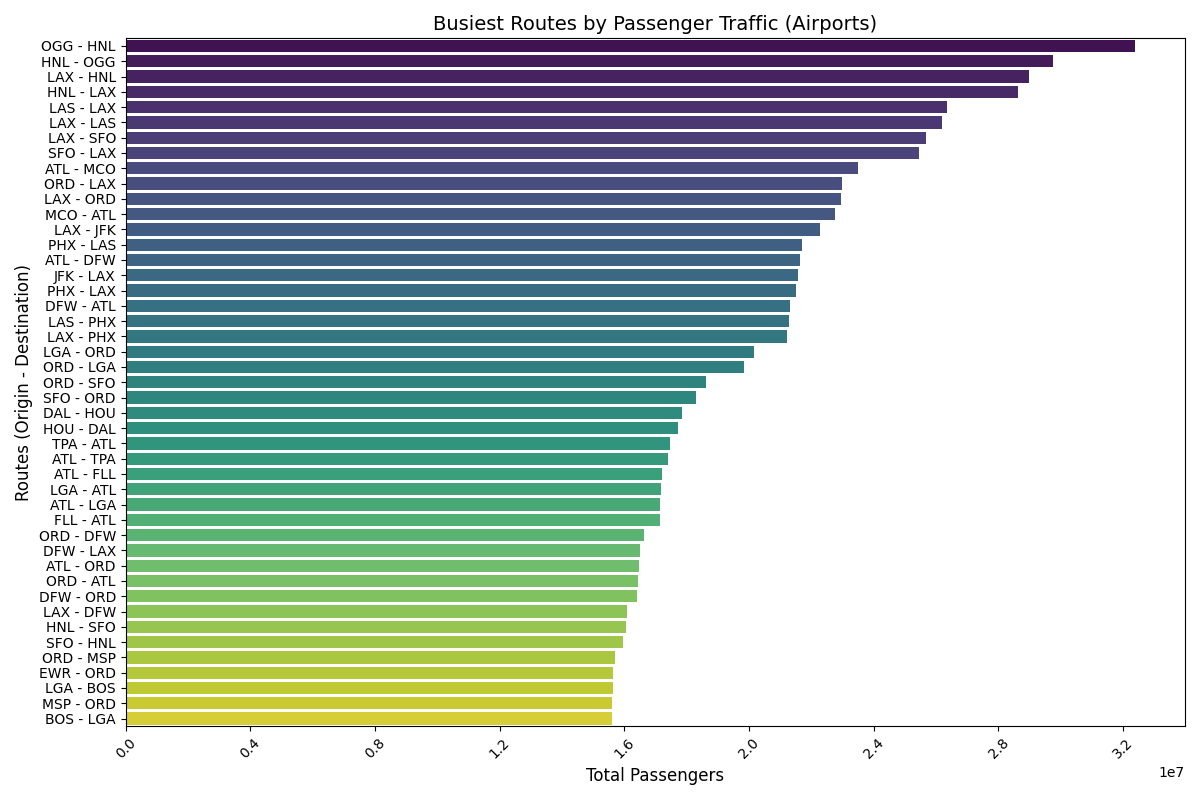 Busiest Routes by Passenger Traffic (Airports)
OGG - HNL
HNL - OGG
LAX - HNL
HNL - LAX
LAS - LAX
LAX - LAS
LAX - SFO
SFO - LAX
ATL - MCO
ORD - LAX
LAX - ORD
MCO - ATL
LAX - JFK
PHX - LAS
ATL - DFW
JFK - LAX
PHX - LAX
DFW - ATL
LAS - PHX
LAX - PHX
LGA - ORD
ORD - LGA
ORD - SFO
SFO - ORD
DAL - HOU
HOU - DAL
TPA - ATL
ATL - TPA
ATL - FLL
LGA - ATL
ATL - LGA
FLL - ATL
ORD - DFW
DFW - LAX
ATL - ORD
ORD - ATL
DFW - ORD
LAX - DFW
HNL - SFO
SFO - HNL
ORD - MSP
EWR - ORD
LGA - BOS
MSP - ORD
BOS - LGA
Routes (Origin - Destination)
0.0 0.4 0.8 1.2 1.6 2.0 2.4 2.8 3.2
1e7
Total Passengers